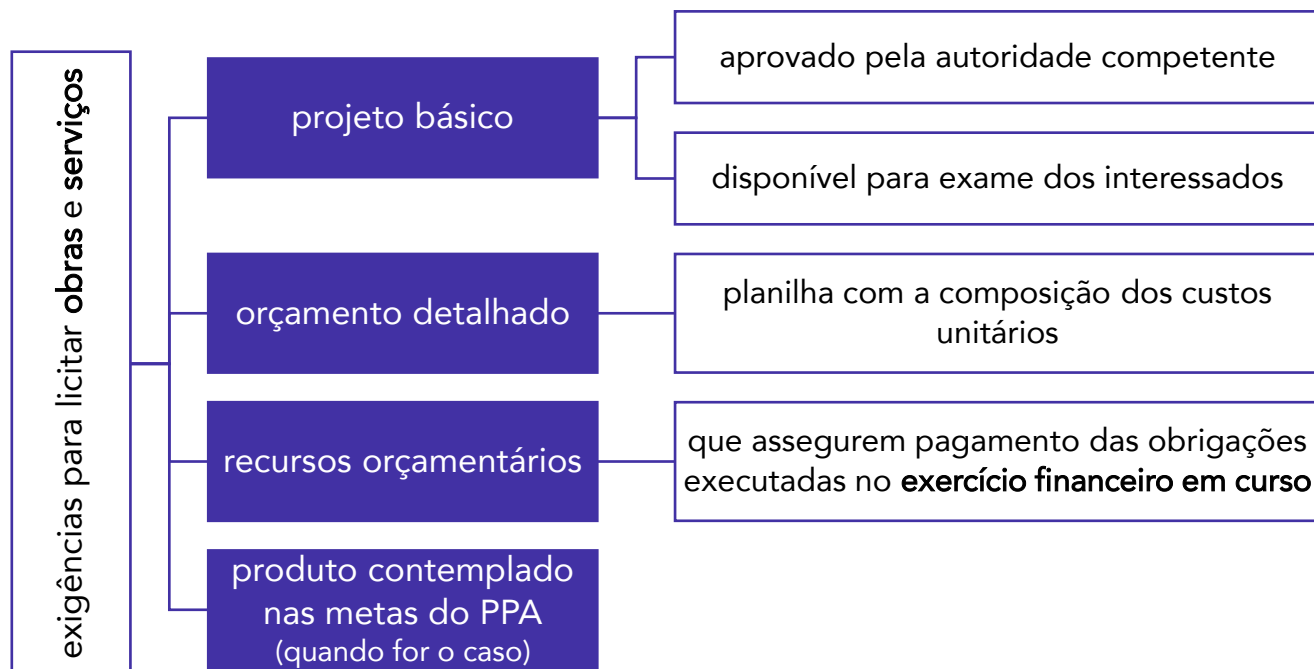 exigências para licitar obras e serviços
projeto básico
aprovado pela autoridade competente
disponível para exame dos interessados
orçamento detalhado
planilha com a composição dos custos
unitários
recursos orçamentários
que assegurem pagamento das obrigações
executadas no exercício financeiro em curso
produto contemplado
nas metas do PPA
(quando for o caso)